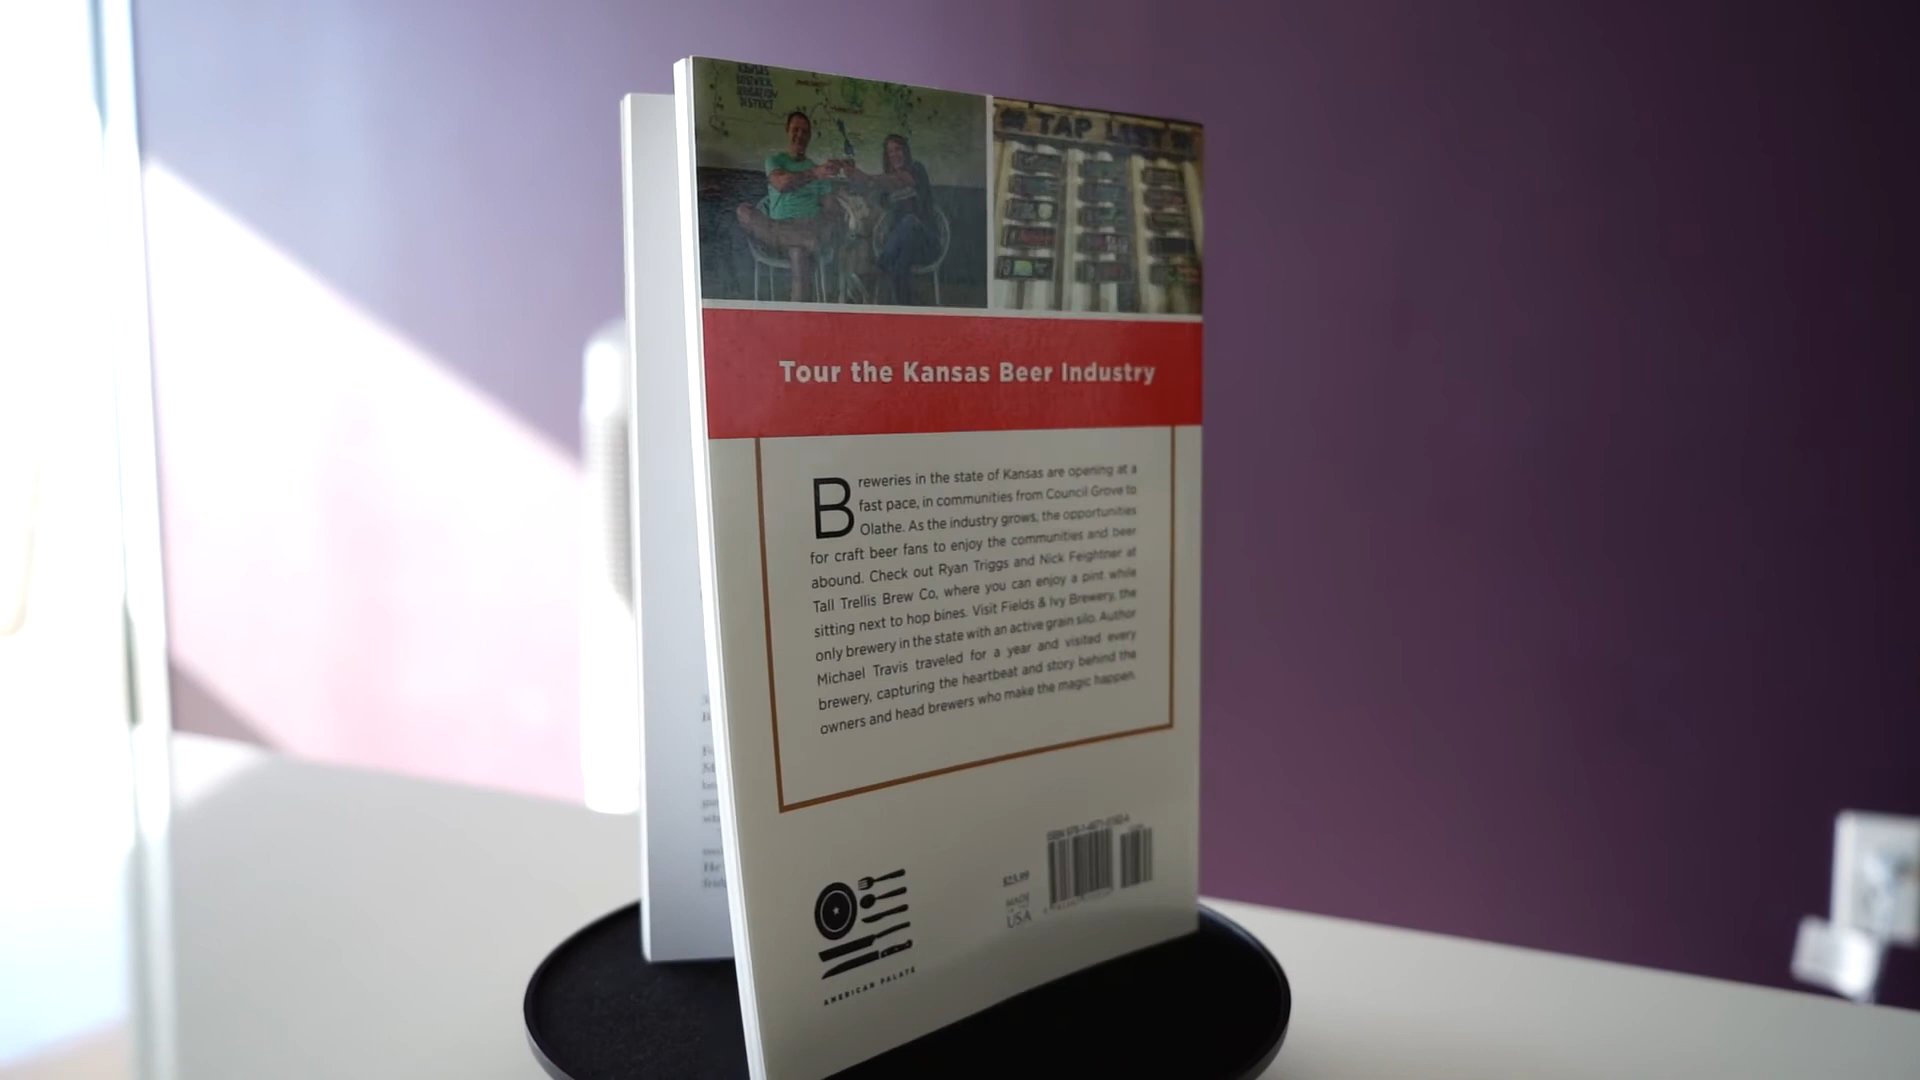 KANSAS
DISTRICT
TAP LIST
Tour the Kansas Beer Industry
Breweries in the state of Kansas are opening at a
fast pace, in communities from Council Grove to
Olathe. As the industry grows, the opportunities
for craft beer fans to enjoy the communities and beer
abound. Check out Ryan Triggs and Nick Feightner at
Tall Trellis Brew Co, where you can enjoy a pint while
sitting next to hop bines. Visit Fields & Ivy Brewery, the
only brewery in the state with an active grain silo. Author
Michael Travis traveled for a year and visited every
brewery, capturing the heartbeat and story behind the
owners and head brewers who make the magic happen.
$23.99
MADE
IN THE
USA
AMERICAN PALATE